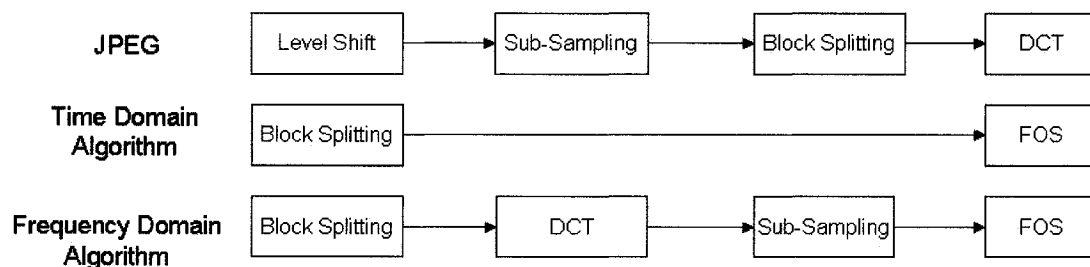 JPEG
Level Shift
Sub-Sampling
Block Splitting
DCT
Time Domain
Algorithm
Block Splitting
FOS
Frequency Domain
Algorithm
Block Splitting
DCT
Sub-Sampling
FOS